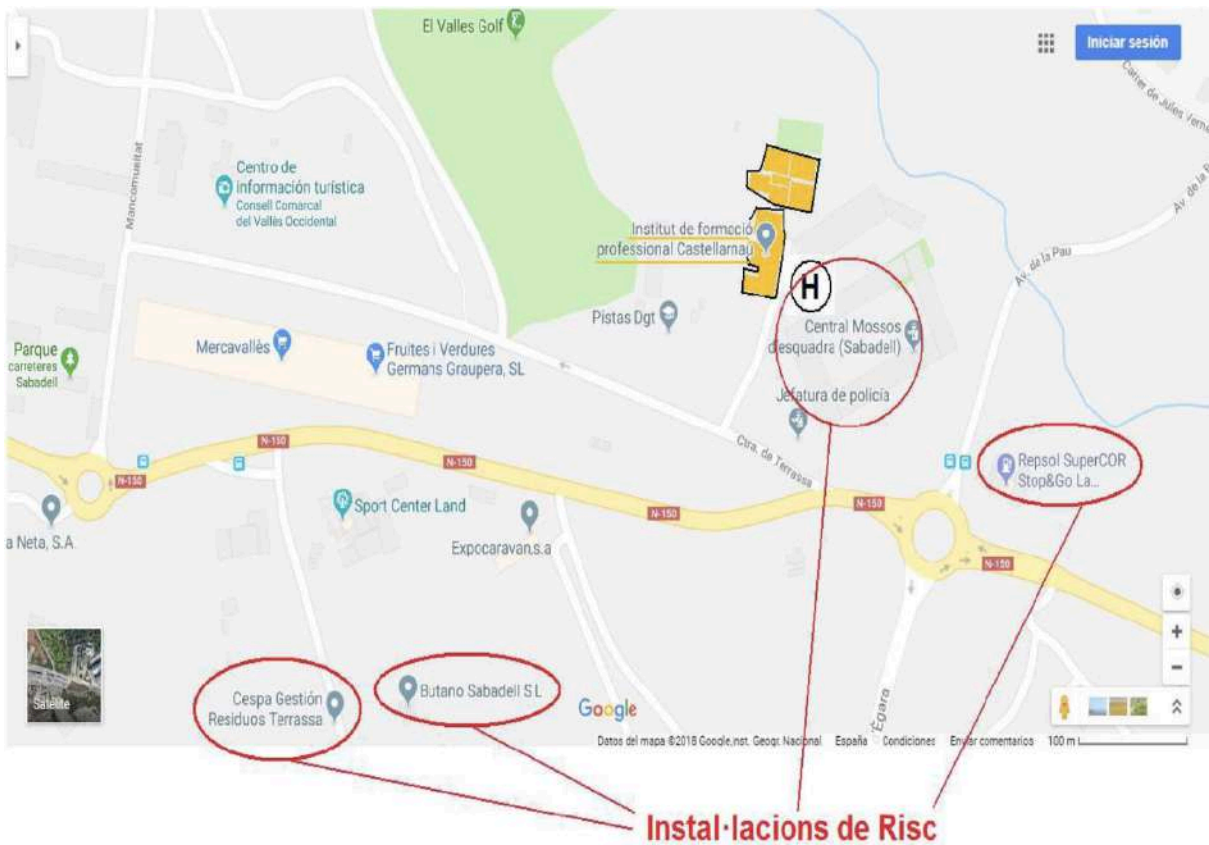 El Valles Golf
Iniciar sesión
Carrer de Jules Verne
Mancomusitat
Centro de
información turística
Consell Comarcal
del Vallès Occidental
Institut de formació
professional Castellarnau
Av. de la
Av. de la Pau
H
Pistas Dgt
Central Mossos
d'esquadra (Sabadell)
Mercavallès
Fruites i Verdures
Germans Graupera, SL
Parque
carreteres
Sabadell
Jefatura de policía
Ctra. de Terrassa
N-150
N-150
N-150
N-150
N-150
Repsol SuperCOR
Stop&Go La...
Sport Center Land
a Neta, S.A.
Expocaravan,s.a
Satélite
Cespa Gestión
Residuos Terrassa
Butano Sabadell S L
Google
d'Ègara
Datos del mapa ©2018 Google,Inst. Geogr. Nacional España Condiciones Enviar comentarios 100 m
Instal·lacions de Risc